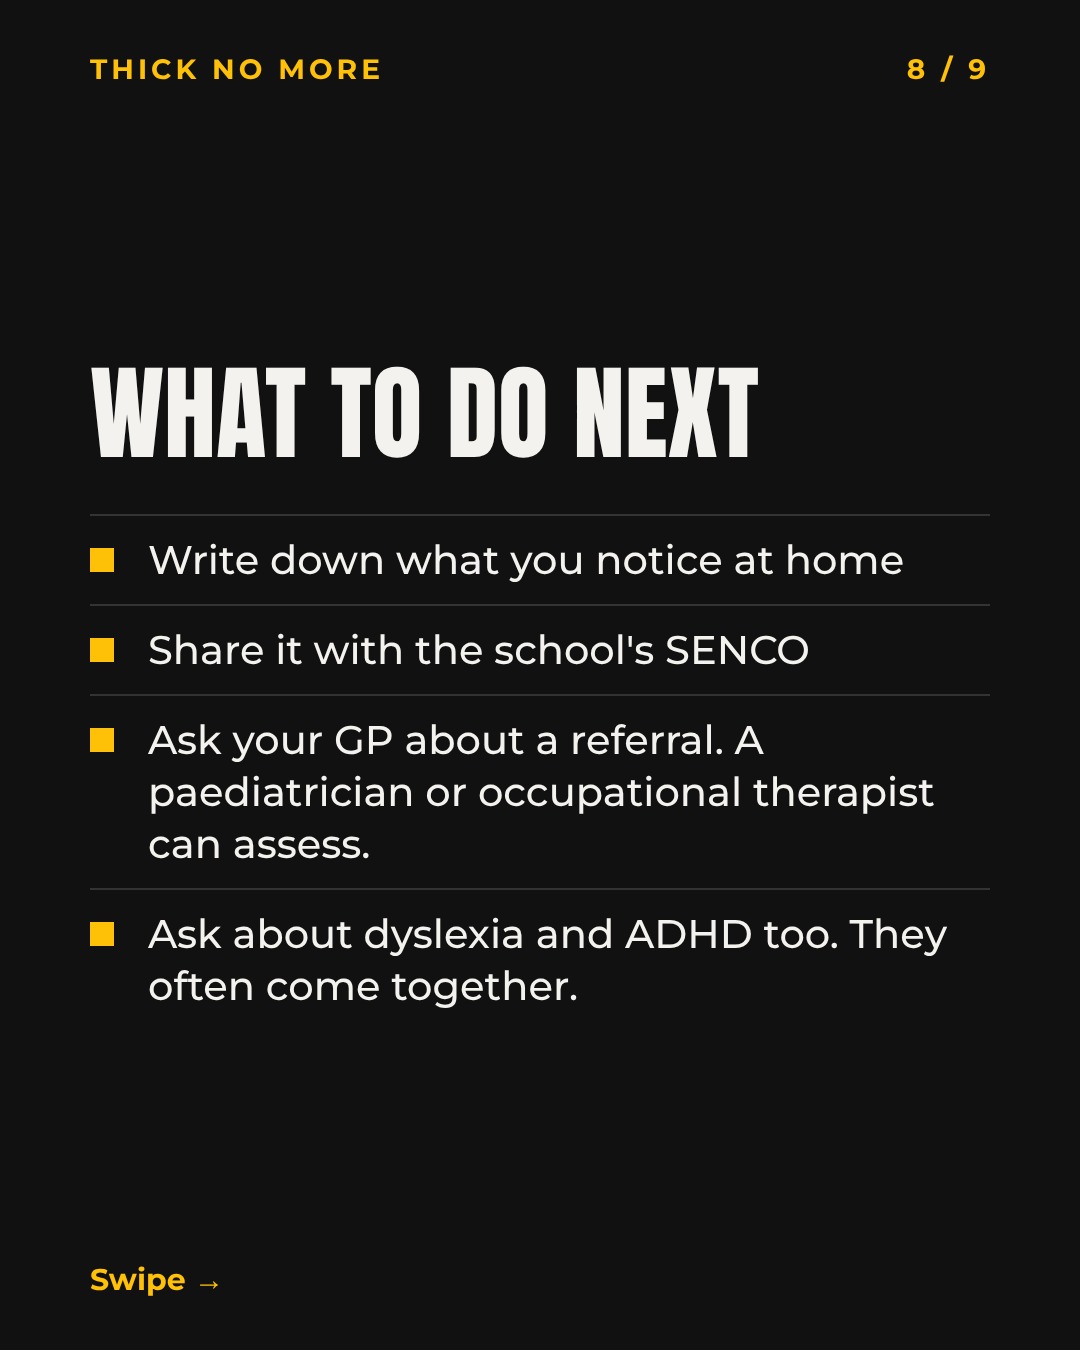 THICK NO MORE
8 / 9
WHAT TO DO NEXT
Write down what you notice at home
Share it with the school's SENCO
Ask your GP about a referral. A
paediatrician or occupational therapist
can assess.
Ask about dyslexia and ADHD too. They
often come together.
Swipe →